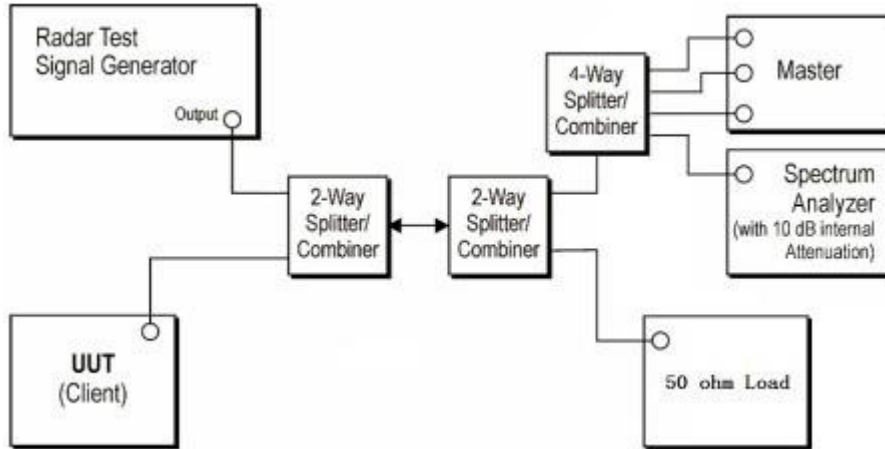 Radar Test
Signal Generator
Output
4-Way
Splitter/
Combiner
Master
2-Way
Splitter/
Combiner
2-Way
Splitter/
Combiner
Spectrum
Analyzer
(with 10 dB internal
Attenuation)
UUT
(Client)
50 ohm Load